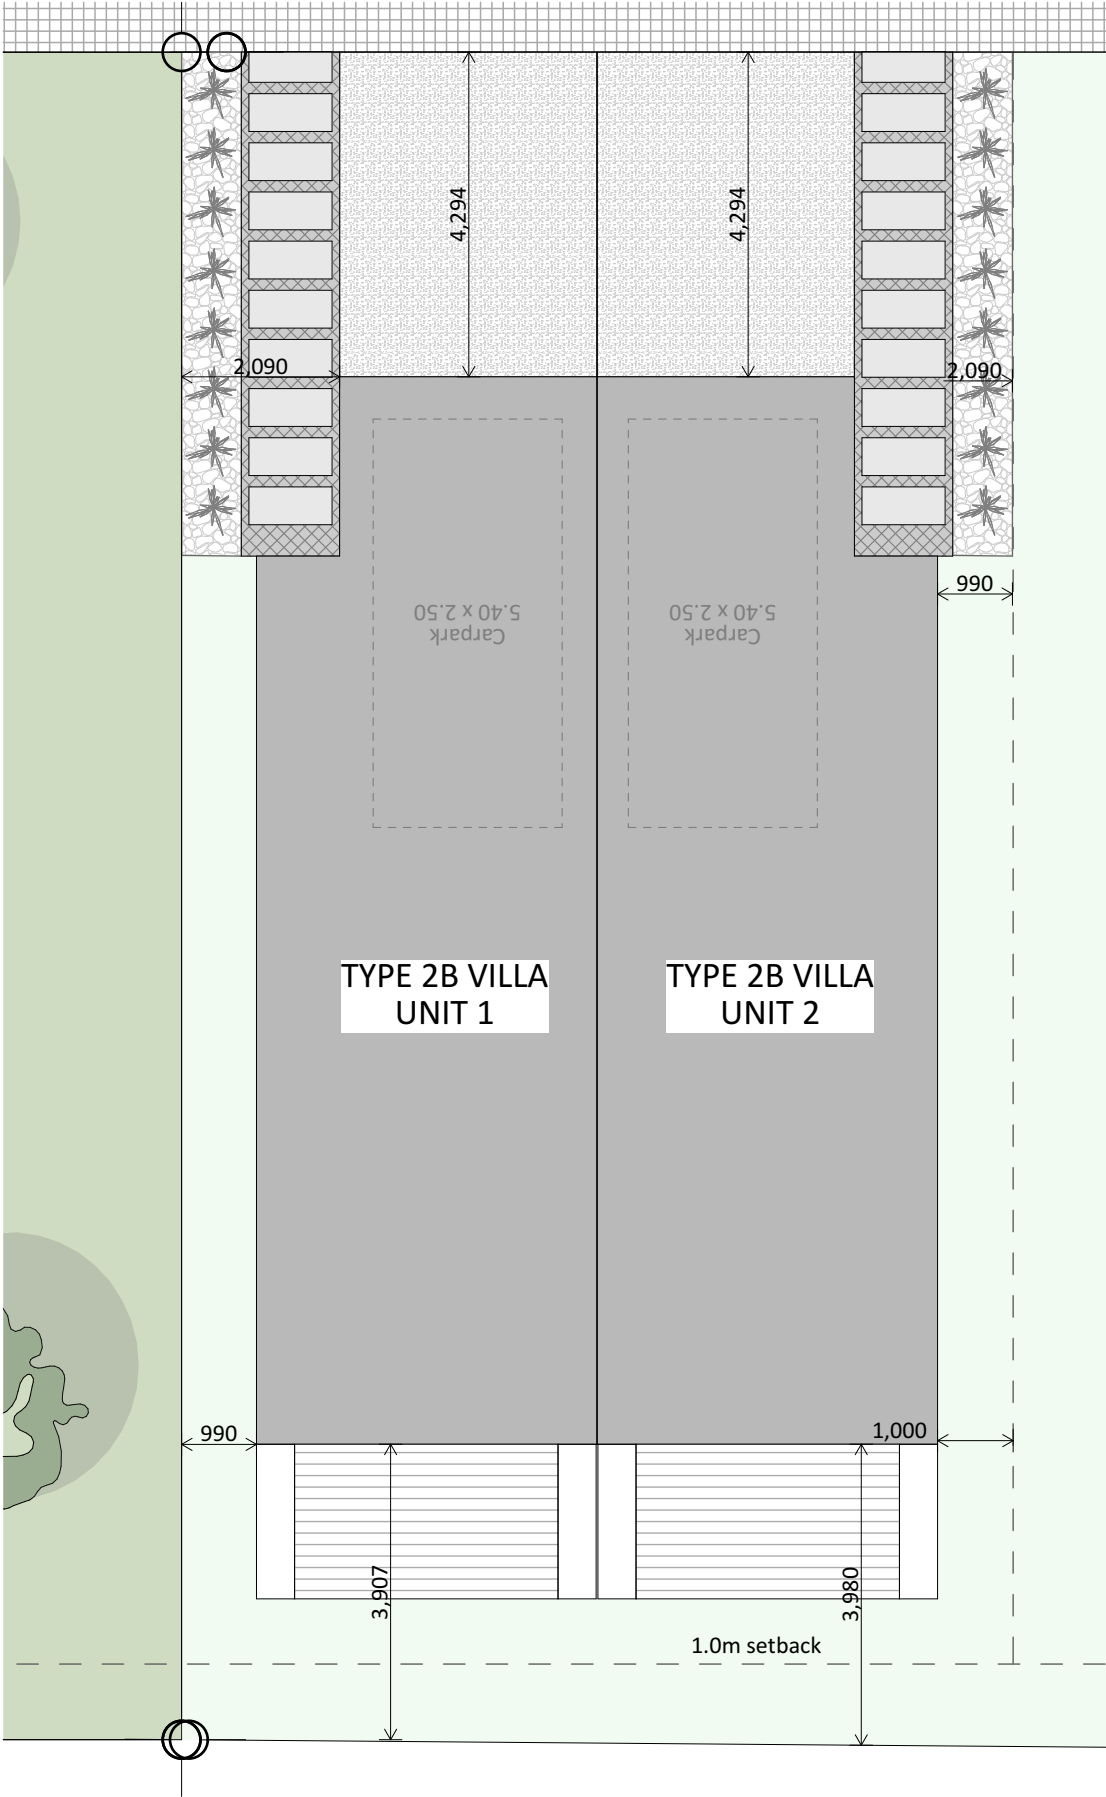 4,294
4,294
2,090
2,090
990
Carpark
5.40 x 2.50
Carpark
5.40 x 2.50
TYPE 2B VILLA
UNIT 1
TYPE 2B VILLA
UNIT 2
990
1,000
3,907
3,980
1.0m setback